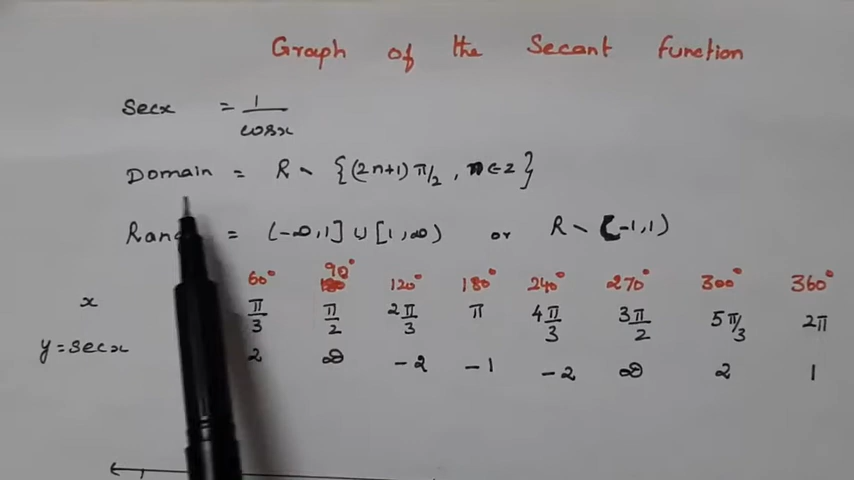 Graph of the Secant function
Secx = 1/cosx
Domain = R \ {(2n+1) π/2, n ∈ z}
= (-∞,1] ∪ [1,∞) or R \ (-1,1)
60° 90° 120° 180° 240° 270° 300° 360°
x π/3 π/2 2π/3 π 4π/3 3π/2 5π/3 2π
y=secx 2 ∞ -2 -1 -2 ∞ 2 1